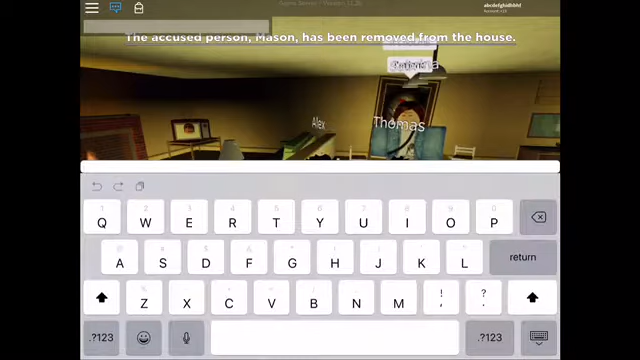 The accused person, Mason, has been removed from the house.
Alex
Thomas
Q W E R T Y U I O P
A S D F G H J K L return
Z X C V B N M ! , ? .
.?123 .?123